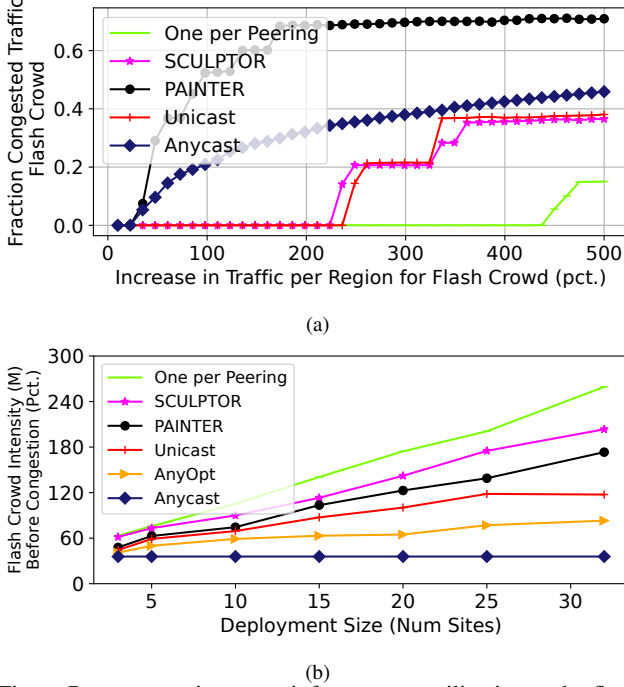 Fraction Congested Traffic
Flash Crowd
0.6
0.4
0.2
0.0
One per Peering
SCULPTOR
PAINTER
Unicast
Anycast
0 100 200 300 400 500
Increase in Traffic per Region for Flash Crowd (pct.)
(a)
Flash Crowd Intensity (M)
Before Congestion (Pct.)
300
240
180
120
60
0
One per Peering
SCULPTOR
PAINTER
Unicast
AnyOpt
Anycast
5 10 15 20 25 30
Deployment Size (Num Sites)
(b)